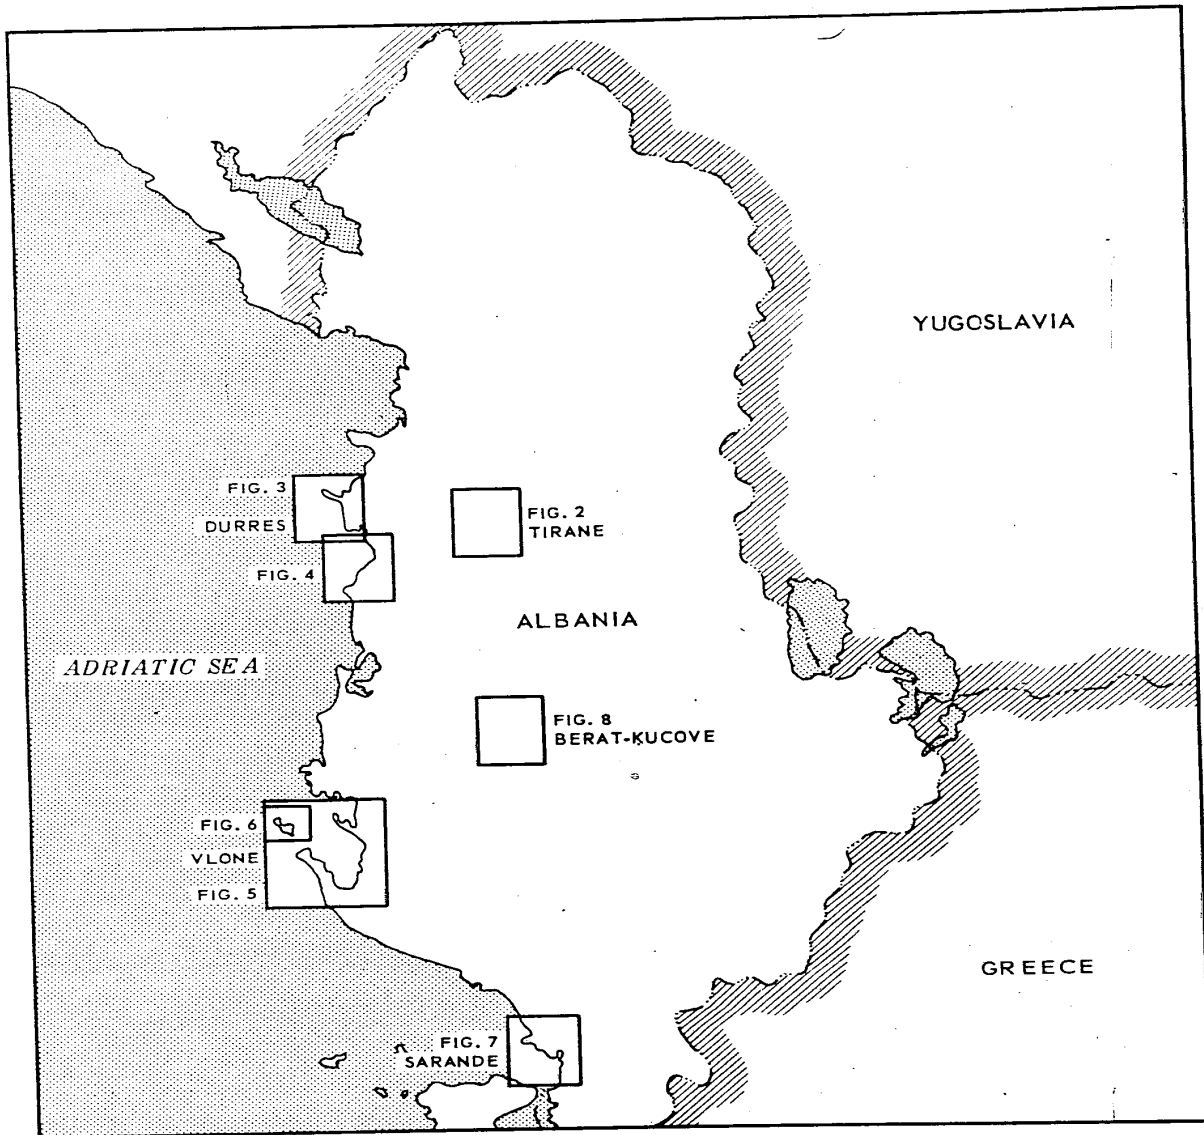 YUGOSLAVIA
FIG. 3
DURRES
FIG. 2
TIRANE
FIG. 4
ALBANIA
ADRIATIC SEA
FIG. 8
BERAT-KUCOVE
FIG. 6
VLONE
FIG. 5
GREECE
FIG. 7
SARANDE